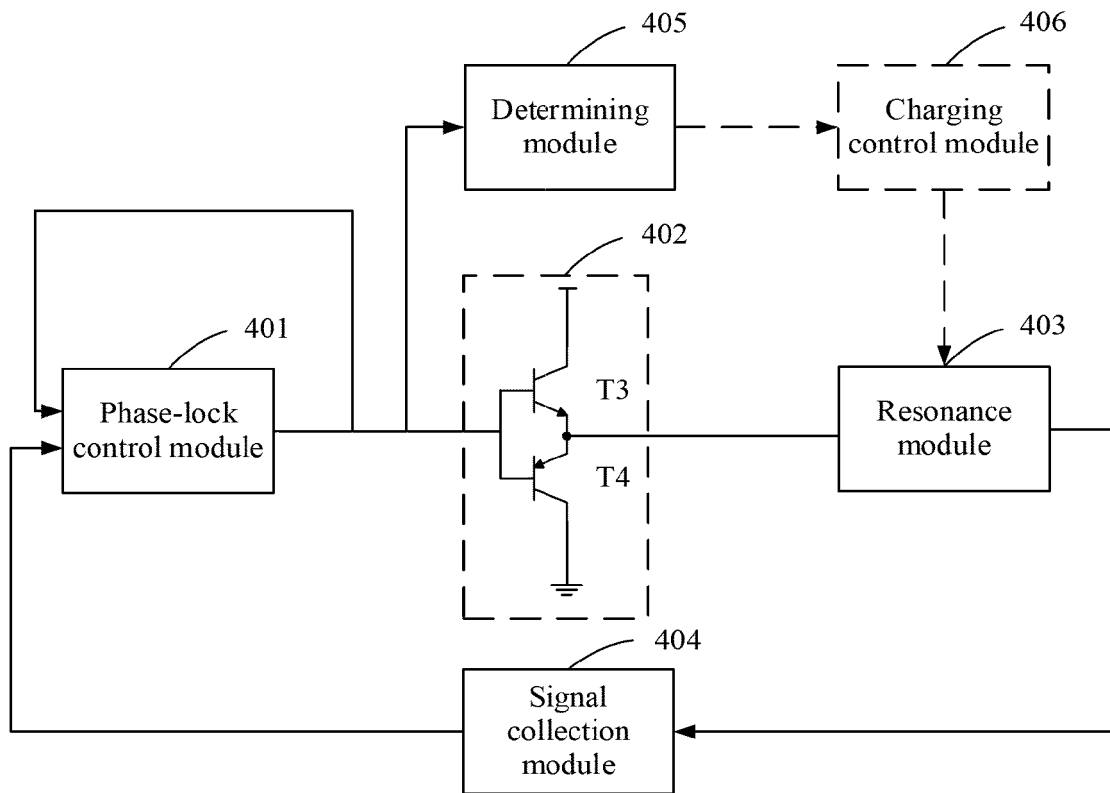 405
406
Determining
module
Charging
control module
402
401
403
Phase-lock
control module
T3
Resonance
module
T4
404
Signal
collection
module